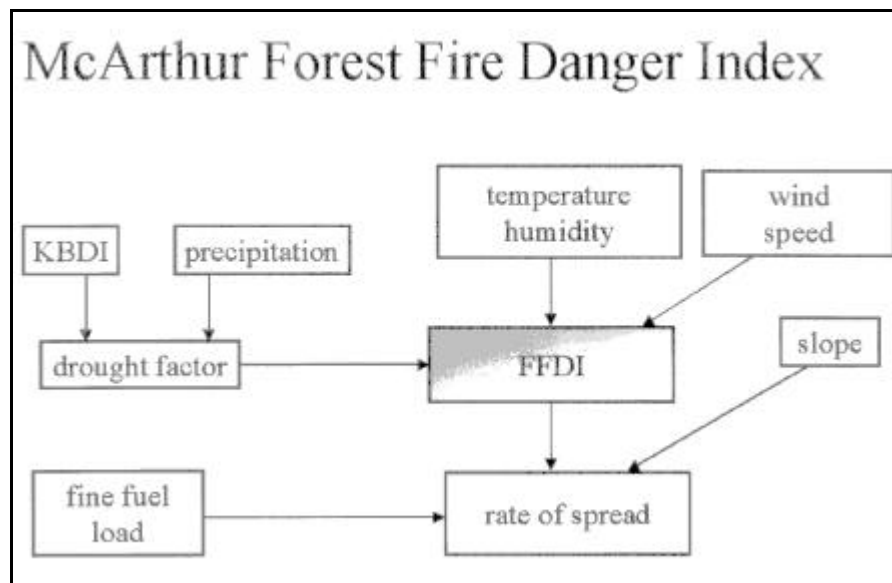 McArthur Forest Fire Danger Index
temperature
humidity
wind
speed
KBDI
precipitation
drought factor
FFDI
slope
fine fuel
load
rate of spread